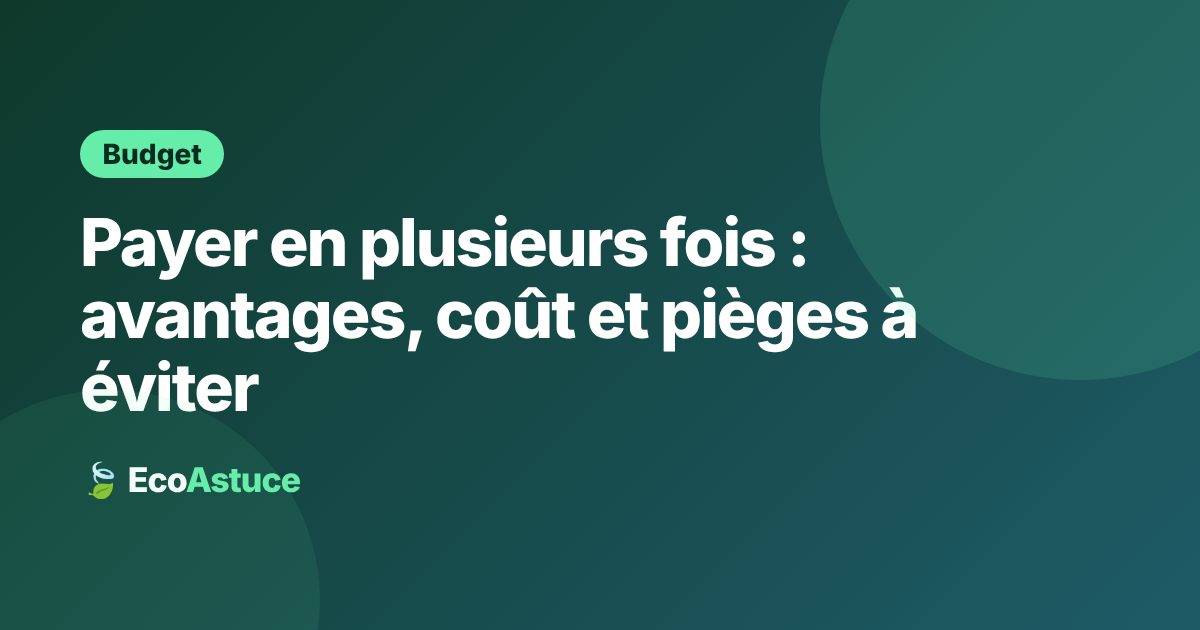 Budget
Payer en plusieurs fois :
avantages, coût et pièges à
éviter
EcoAstuce